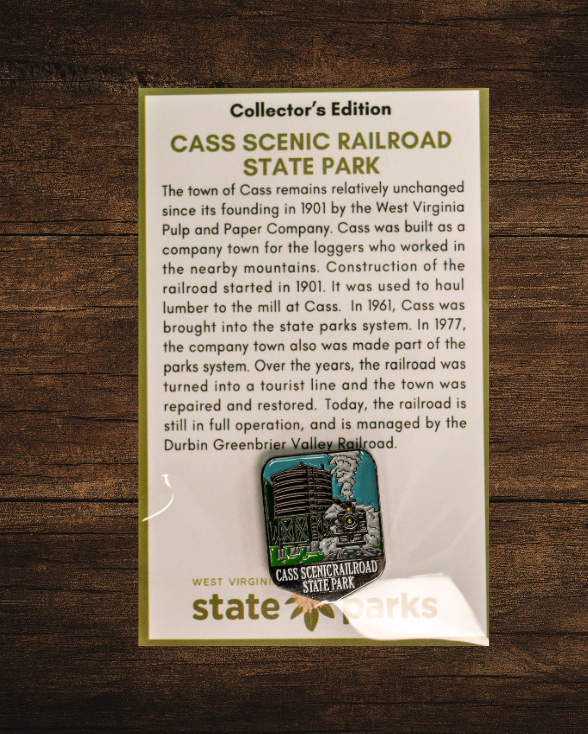 Collector's Edition
CASS SCENIC RAILROAD
STATE PARK
The town of Cass remains relatively unchanged
since its founding in 1901 by the West Virginia
Pulp and Paper Company. Cass was built as a
company town for the loggers who worked in
the nearby mountains. Construction of the
railroad started in 1901. It was used to haul
lumber to the mill at Cass. In 1961, Cass was
brought into the state parks system. In 1977,
the company town also was made part of the
parks system. Over the years, the railroad was
turned into a tourist line and the town was
repaired and restored. Today, the railroad is
still in full operation, and is managed by the
Durbin Greenbrier Valley Railroad.
CASS SCENIC RAILROAD
STATE PARK
WEST VIRGINI
state parks